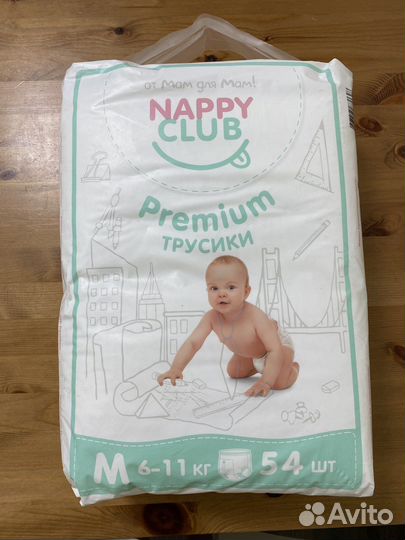 от мам для мам!
NAPPY
CLUB
Premium
ТРУСИКИ
M 6-11 кг 54 шт
Avito